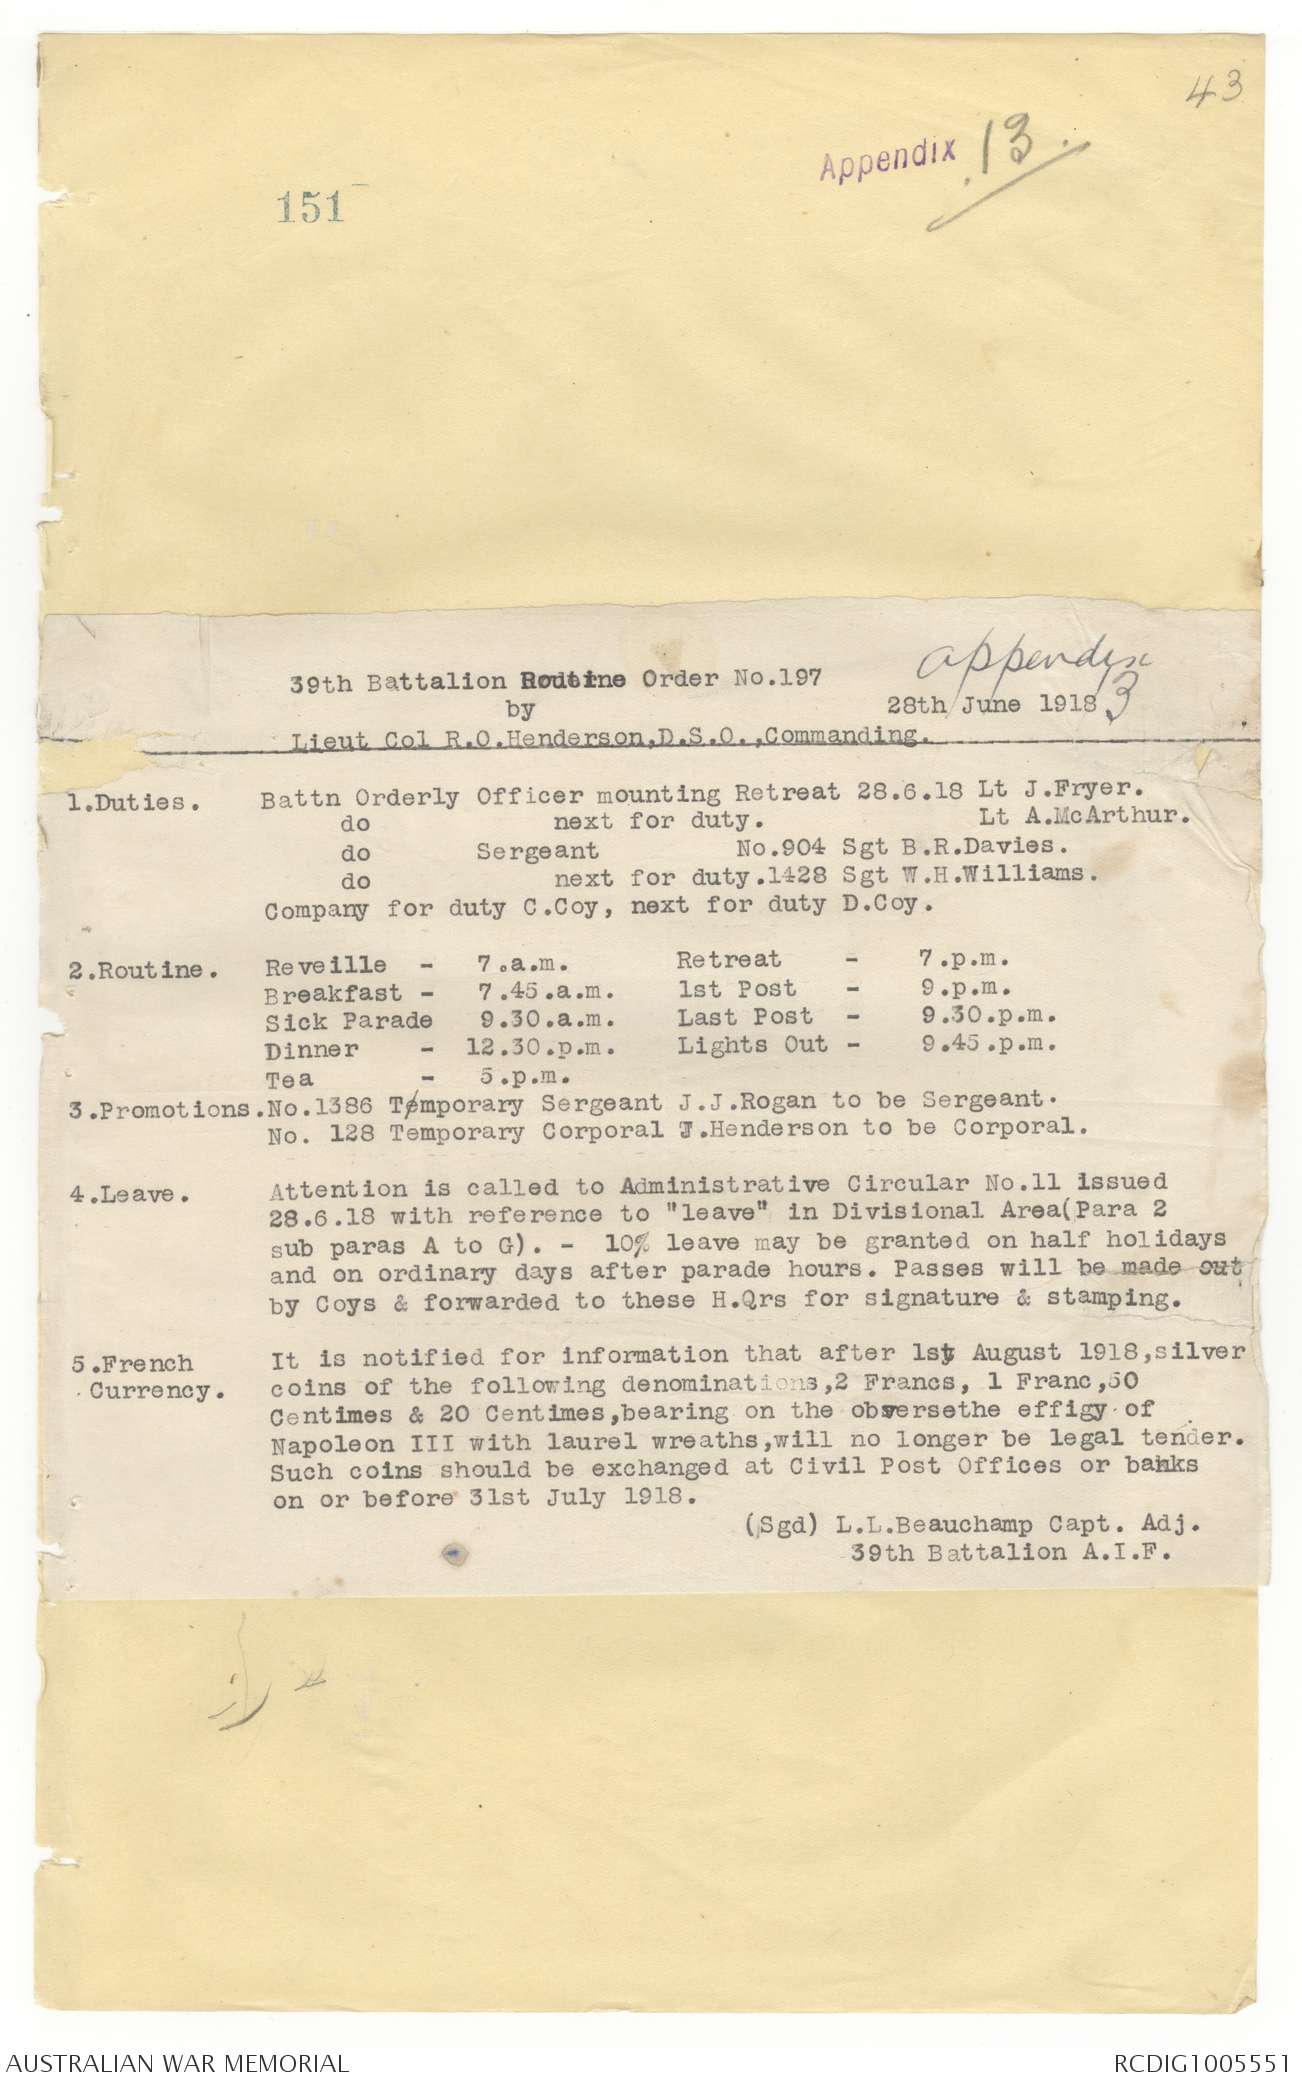 43
Appendix 13.
151
appendix
39th Battalion Routine Order No.197
by 28th June 1918 13
Lieut Col R.O.Henderson,D.S.O.,Commanding.
1.Duties. Battn Orderly Officer mounting Retreat 28.6.18 Lt J.Fryer.
do next for duty. Lt A.McArthur.
do Sergeant No.904 Sgt B.R.Davies.
do next for duty.1428 Sgt W.H.Williams.
Company for duty C.Coy, next for duty D.Coy.
2.Routine. Reveille - 7.a.m. Retreat - 7.p.m.
Breakfast - 7.45.a.m. 1st Post - 9.p.m.
Sick Parade 9.30.a.m. Last Post - 9.30.p.m.
Dinner - 12.30.p.m. Lights Out - 9.45.p.m.
Tea - 5.p.m.
3.Promotions. No.1386 Temporary Sergeant J.J.Rogan to be Sergeant.
No. 128 Temporary Corporal J.Henderson to be Corporal.
4.Leave. Attention is called to Administrative Circular No.11 issued
28.6.18 with reference to "leave" in Divisional Area(Para 2
sub paras A to G). - 10% leave may be granted on half holidays
and on ordinary days after parade hours. Passes will be made out
by Coys & forwarded to these H.Qrs for signature & stamping.
5.French It is notified for information that after 1st August 1918,silver
Currency. coins of the following denominations,2 Francs, 1 Franc,50
Centimes & 20 Centimes,bearing on the obversethe effigy of
Napoleon III with laurel wreaths,will no longer be legal tender.
Such coins should be exchanged at Civil Post Offices or banks
on or before 31st July 1918.
(Sgd) L.L.Beauchamp Capt. Adj.
39th Battalion A.I.F.
AUSTRALIAN WAR MEMORIAL RCDIG1005551